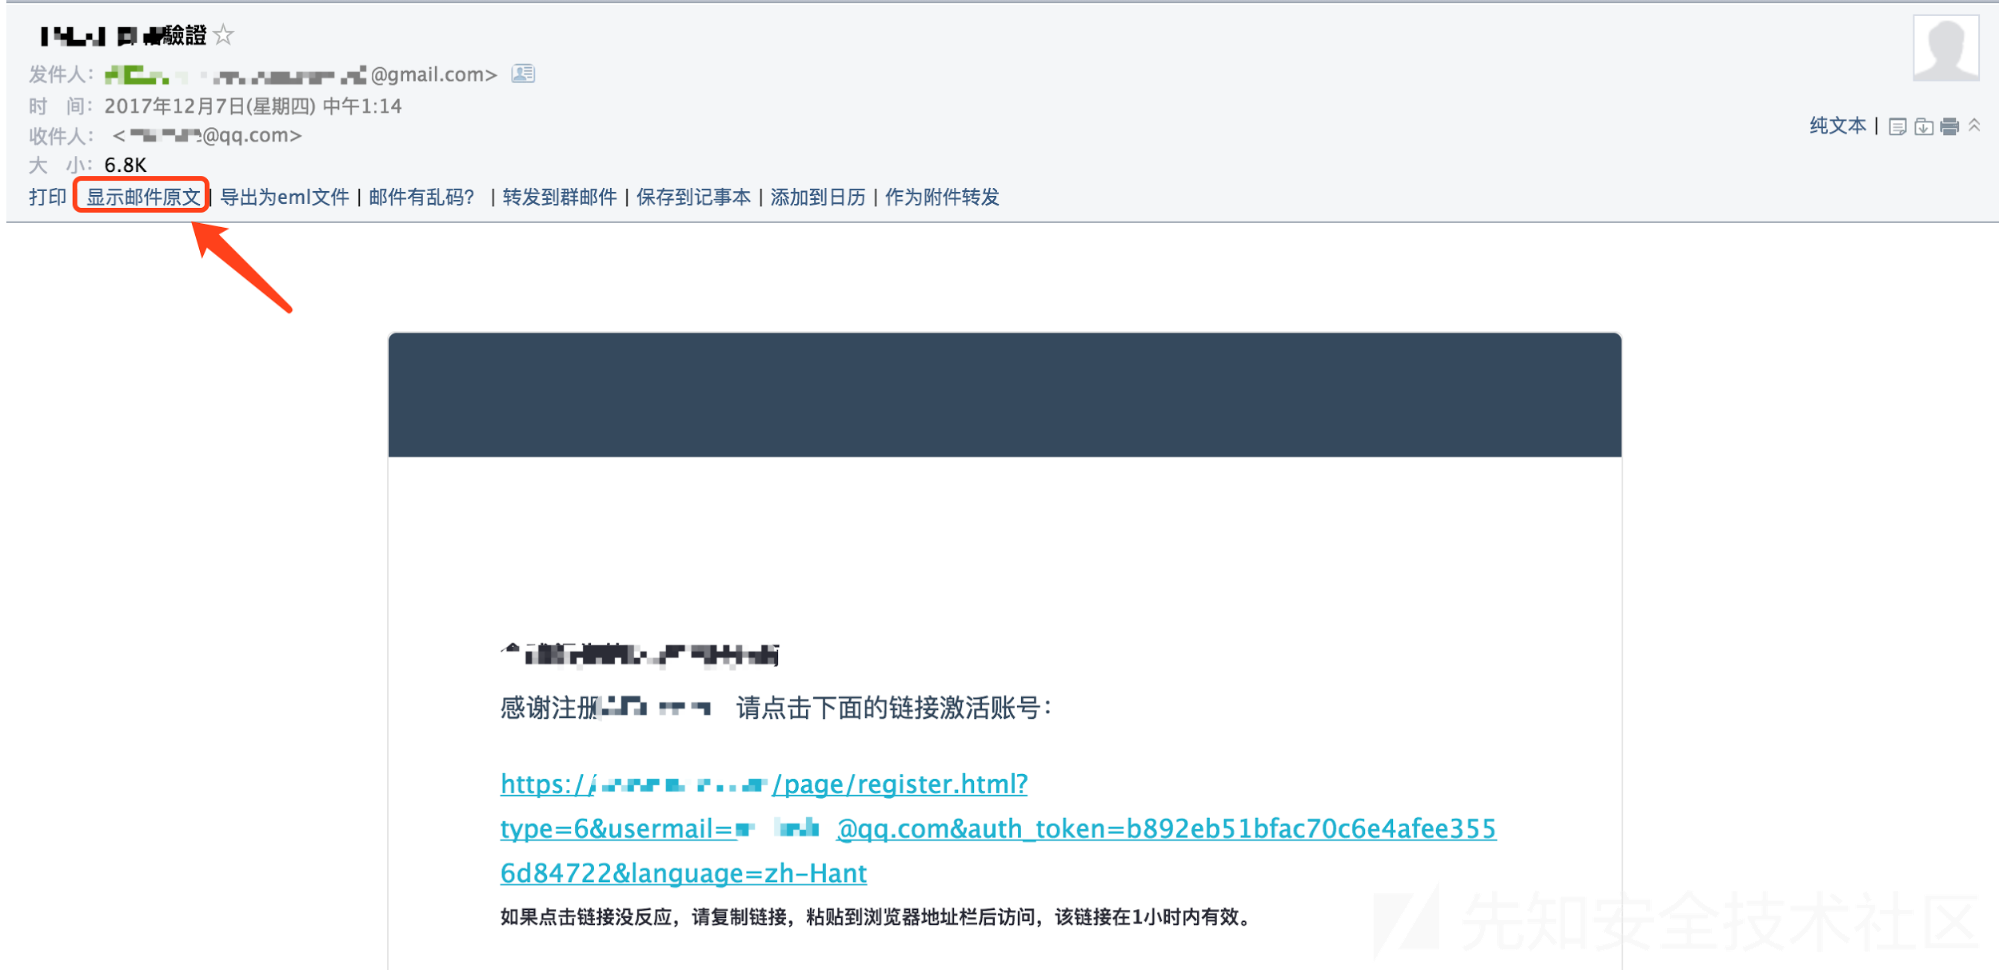 驗證
发件人： @gmail.com>
时 间： 2017年12月7日(星期四) 中午1:14
收件人： < @qq.com>
大 小： 6.8K
纯文本 |
打印 显示邮件原文 | 导出为eml文件 | 邮件有乱码？ | 转发到群邮件 | 保存到记事本 | 添加到日历 | 作为附件转发
感谢注册 请点击下面的链接激活账号：
https:// /page/register.html?
type=6&usermail= @qq.com&auth_token=b892eb51bfac70c6e4afee355
6d84722&language=zh-Hant
如果点击链接没反应，请复制链接，粘贴到浏览器地址栏后访问，该链接在1小时内有效。
先知安全技术社区